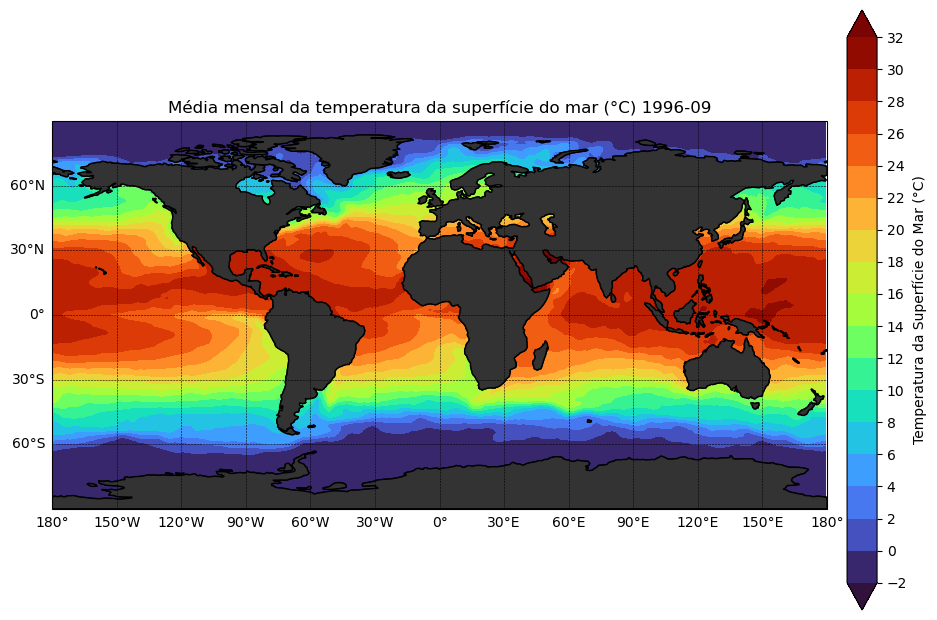 Média mensal da temperatura da superfície do mar (°C) 1996-09
60°N
30°N
0°
30°S
60°S
180° 150°W 120°W 90°W 60°W 30°W 0° 30°E 60°E 90°E 120°E 150°E 180°
32
30
28
26
24
22
20
18
16
14
12
10
8
6
4
2
0
−2
Temperatura da Superfície do Mar (°C)